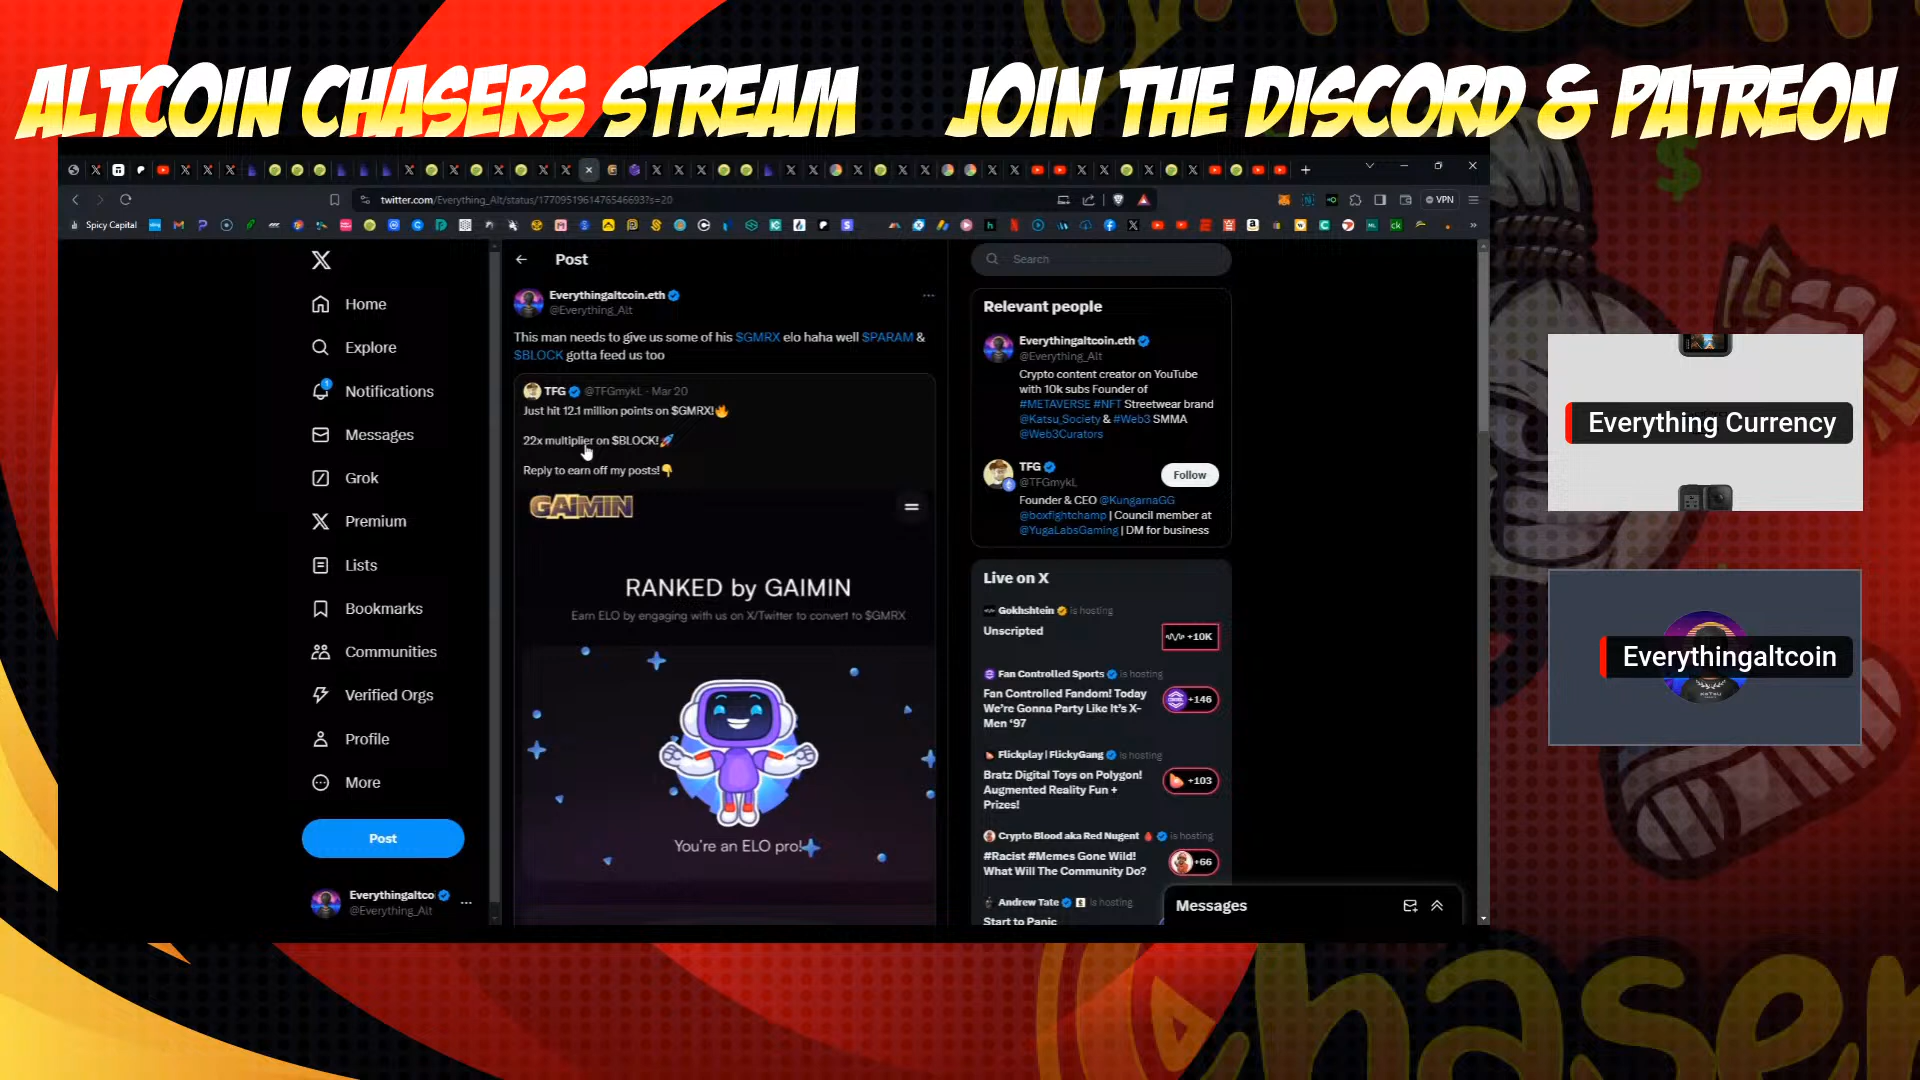 ALTCOIN CHASERS STREAM
JOIN THE DISCORD & PATREON
twitter.com/Everything_Alt/status/1770951961476546693?s=20
VPN
Spicy Capital
Home
Explore
Notifications
Messages
Grok
Premium
Lists
Bookmarks
Communities
Verified Orgs
Profile
More
Post
Everythingaltco
@Everything_Alt
Post
Everythingaltcoin.eth
@Everything_Alt
This man needs to give us some of his $GMRX elo haha well $PARAM &
$BLOCK gotta feed us too
TFG @TFGmykL · Mar 20
Just hit 12.1 million points on $GMRX!
22x multiplier on $BLOCK!
Reply to earn off my posts!
GAIMIN
RANKED by GAIMIN
Earn ELO by engaging with us on X/Twitter to convert to $GMRX
You're an ELO pro!
Search
Relevant people
Everythingaltcoin.eth
@Everything_Alt
Crypto content creator on YouTube
with 10k subs Founder of
#METAVERSE #NFT Streetwear brand
@Katsu_Society & #Web3 SMMA
@Web3Curators
TFG
@TFGmykL
Follow
Founder & CEO @KungarnaGG
@boxfightchamp | Council member at
@YugaLabsGaming | DM for business
Live on X
Gokhshtein is hosting
Unscripted
+10K
Fan Controlled Sports is hosting
Fan Controlled Fandom! Today
We're Gonna Party Like It's X-
Men '97
+146
Flickplay | FlickyGang is hosting
Bratz Digital Toys on Polygon!
Augmented Reality Fun +
Prizes!
+103
Crypto Blood aka Red Nugent is hosting
#Racist #Memes Gone Wild!
What Will The Community Do?
+66
Andrew Tate is hosting
Start to Panic
Messages
Everything Currency
Everythingaltcoin